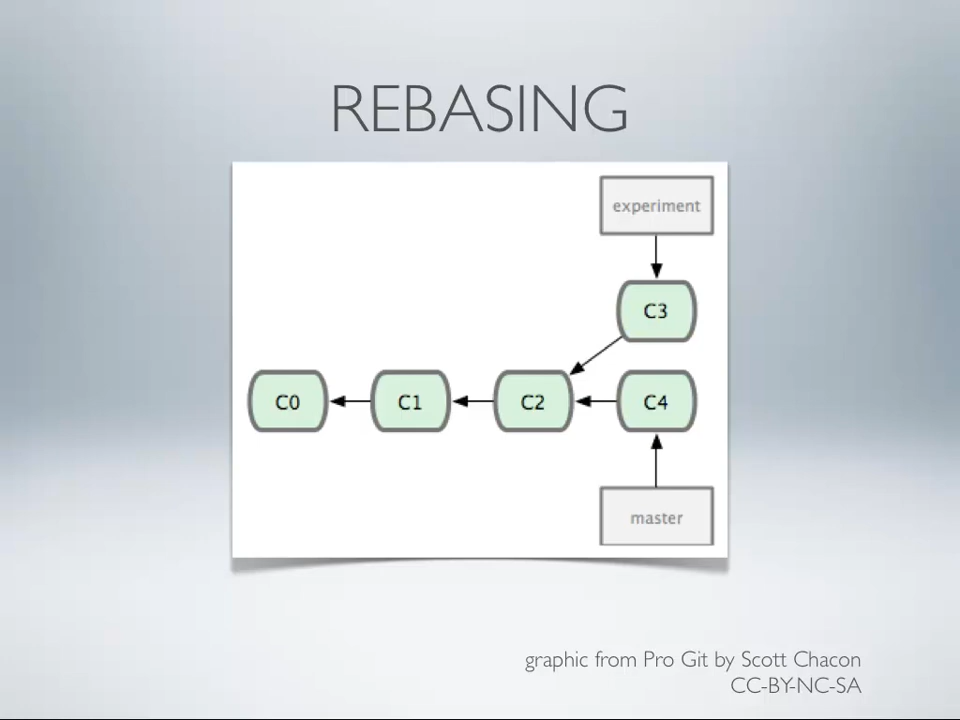 REBASING
experiment
C3
C0 C1 C2 C4
master
graphic from Pro Git by Scott Chacon
CC-BY-NC-SA